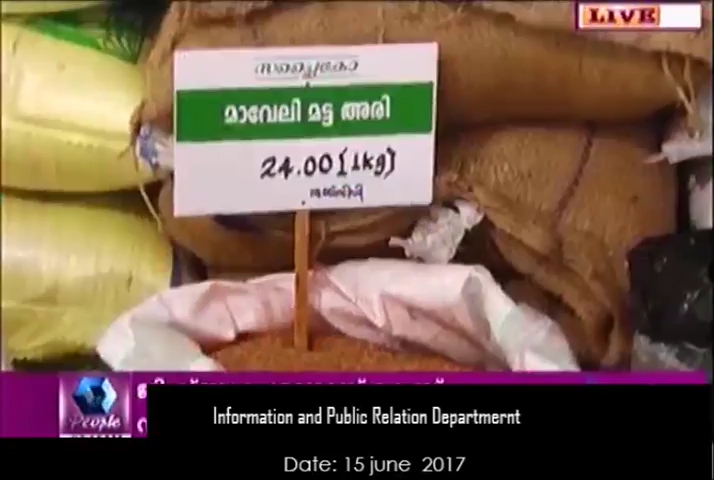 LIVE
സപ്ലൈകോ
മാവേലി മട്ട അരി
24.00 (1kg)
People
Information and Public Relation Departmernt
Date: 15 june 2017